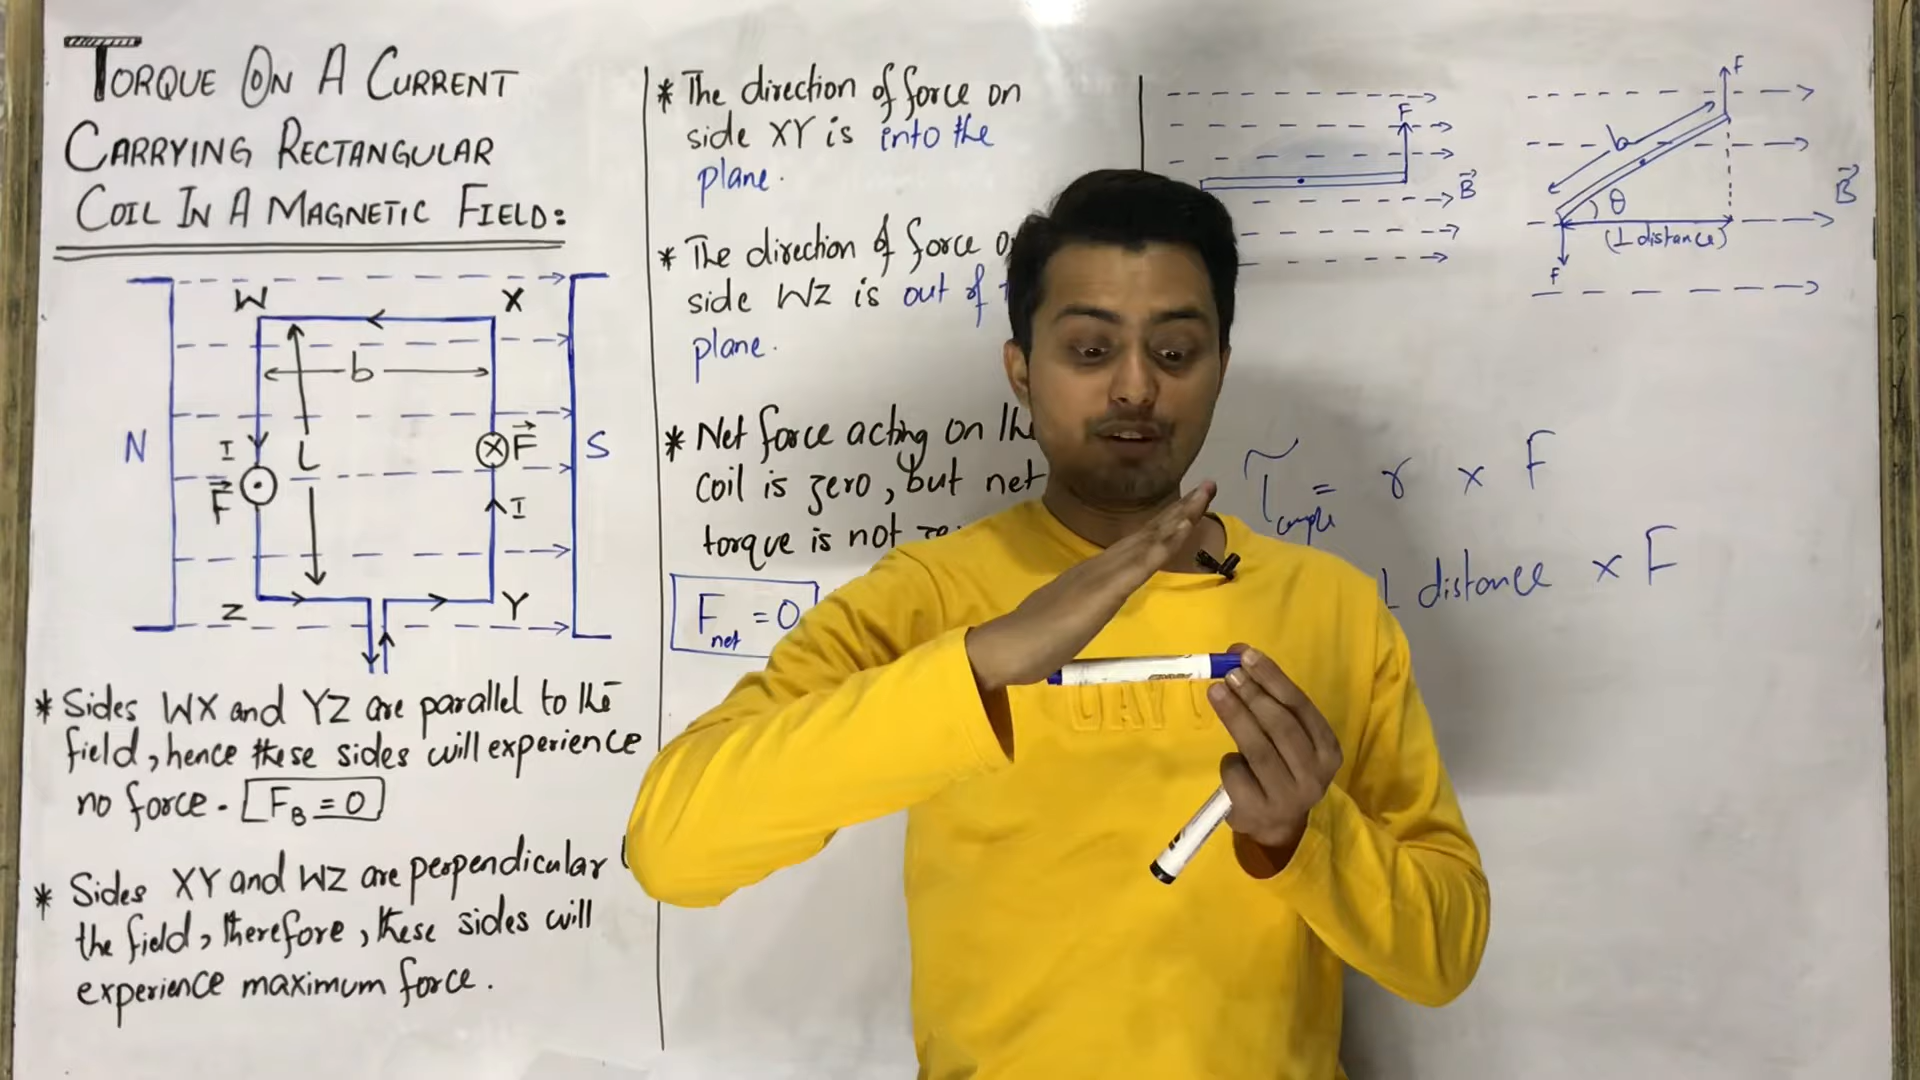 TORQUE ON A CURRENT
CARRYING RECTANGULAR
COIL IN A MAGNETIC FIELD:
W
X
b
N
I
L
F⃗
S
F⃗
I
Z
Y
* Sides WX and YZ are parallel to the
field, hence these sides will experience
no force. F_B = 0
* Sides XY and WZ are perpendicular
the field, therefore, these sides will
experience maximum force.
* The direction of force on
side XY is into the
plane.
* The direction of force
side WZ is out of
plane.
* Net force acting on the
coil is zero, but net
torque is not
F_net = 0
F
B⃗
F
b
θ
(⊥ distance)
F
B⃗
τ_couple = r × F
⊥ distance × F